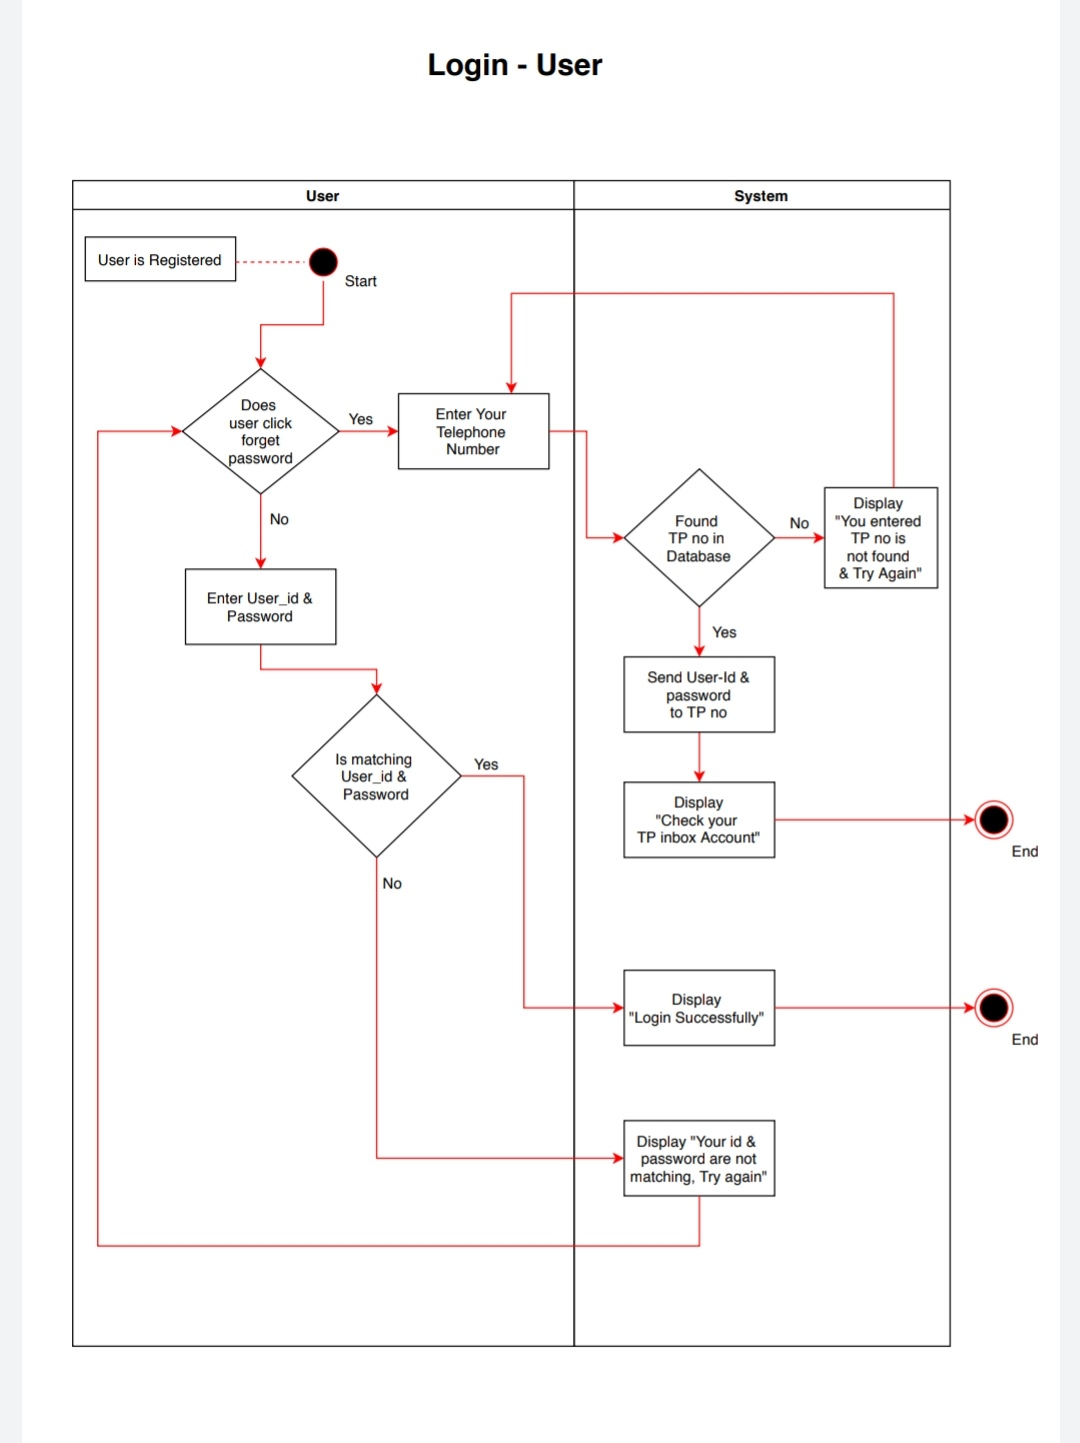 Login - User
User
System
User is Registered
Start
Does
user click
forget
password
Yes
Enter Your
Telephone
Number
No
Found
TP no in
Database
No
Display
"You entered
TP no is
not found
& Try Again"
Enter User_id &
Password
Yes
Send User-Id &
password
to TP no
Is matching
User_id &
Password
Yes
Display
"Check your
TP inbox Account"
End
No
Display
"Login Successfully"
End
Display "Your id &
password are not
matching, Try again"